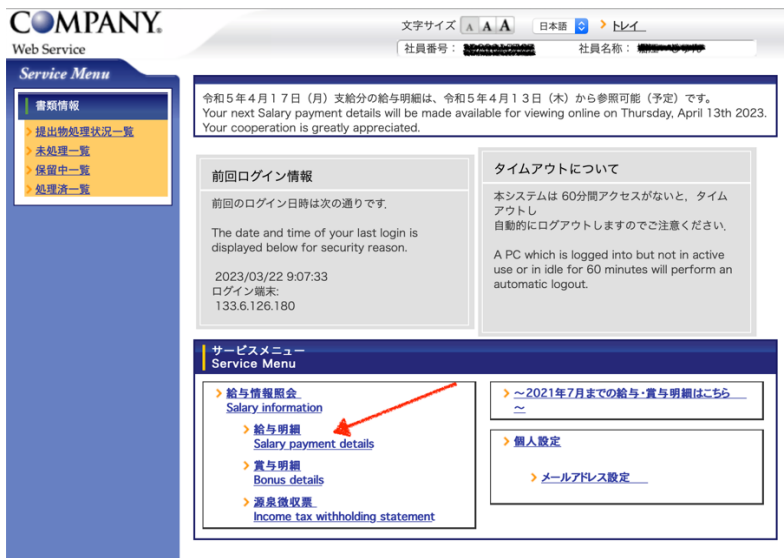 COMPANY.
Web Service
文字サイズ A A A 日本語 トレイ
社員番号： 社員名称：
Service Menu
書類情報
提出物処理状況一覧
未処理一覧
保留中一覧
処理済一覧
令和５年４月１７日（月）支給分の給与明細は、令和５年４月１３日（木）から参照可能（予定）です。
Your next Salary payment details will be made available for viewing online on Thursday, April 13th 2023.
Your cooperation is greatly appreciated.
前回ログイン情報
前回のログイン日時は次の通りです.
The date and time of your last login is
displayed below for security reason.
2023/03/22 9:07:33
ログイン端末:
133.6.126.180
タイムアウトについて
本システムは 60分間アクセスがないと，タイム
アウトし
自動的にログアウトしますのでご注意ください.
A PC which is logged into but not in active
use or in idle for 60 minutes will perform an
automatic logout.
サービスメニュー
Service Menu
給与情報照会
Salary information
給与明細
Salary payment details
賞与明細
Bonus details
源泉徴収票
Income tax withholding statement
～2021年7月までの給与・賞与明細はこちら
～
個人設定
メールアドレス設定